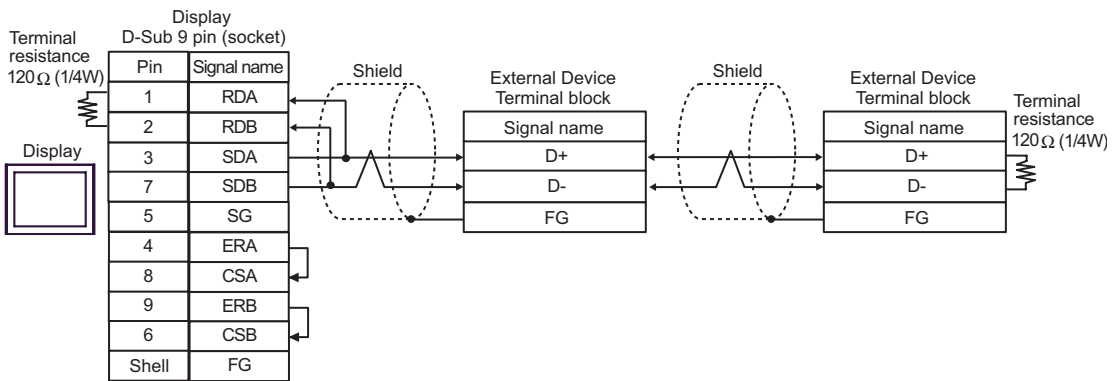 Display
D-Sub 9 pin (socket)
Terminal
resistance
120Ω (1/4W)
Pin Signal name
1 RDA
2 RDB
3 SDA
7 SDB
5 SG
4 ERA
8 CSA
9 ERB
6 CSB
Shell FG
Display
Shield
External Device
Terminal block
Signal name
D+
D-
FG
Shield
External Device
Terminal block
Signal name
D+
D-
FG
Terminal
resistance
120Ω (1/4W)